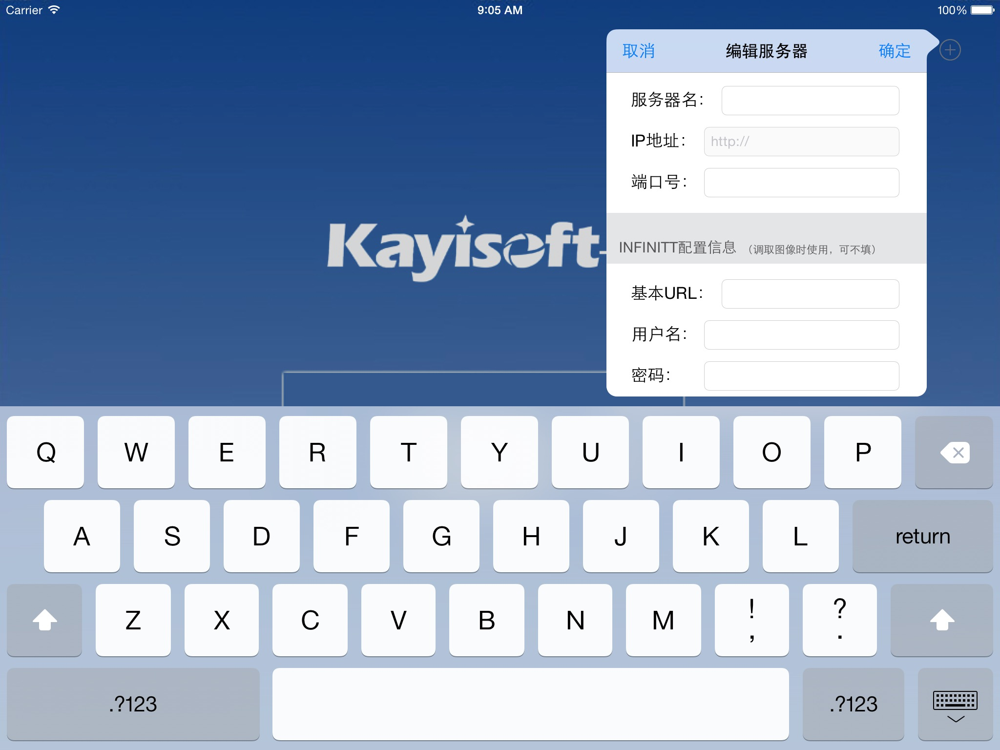 Carrier
9:05 AM
100%
取消
编辑服务器
确定
服务器名：
IP地址：
http://
端口号：
Kayisoft
INFINITT配置信息 （调取图像时使用，可不填）
基本URL：
用户名：
密码：
Q W E R T Y U I O P
A S D F G H J K L return
Z X C V B N M ! , ? .
.?123 .?123